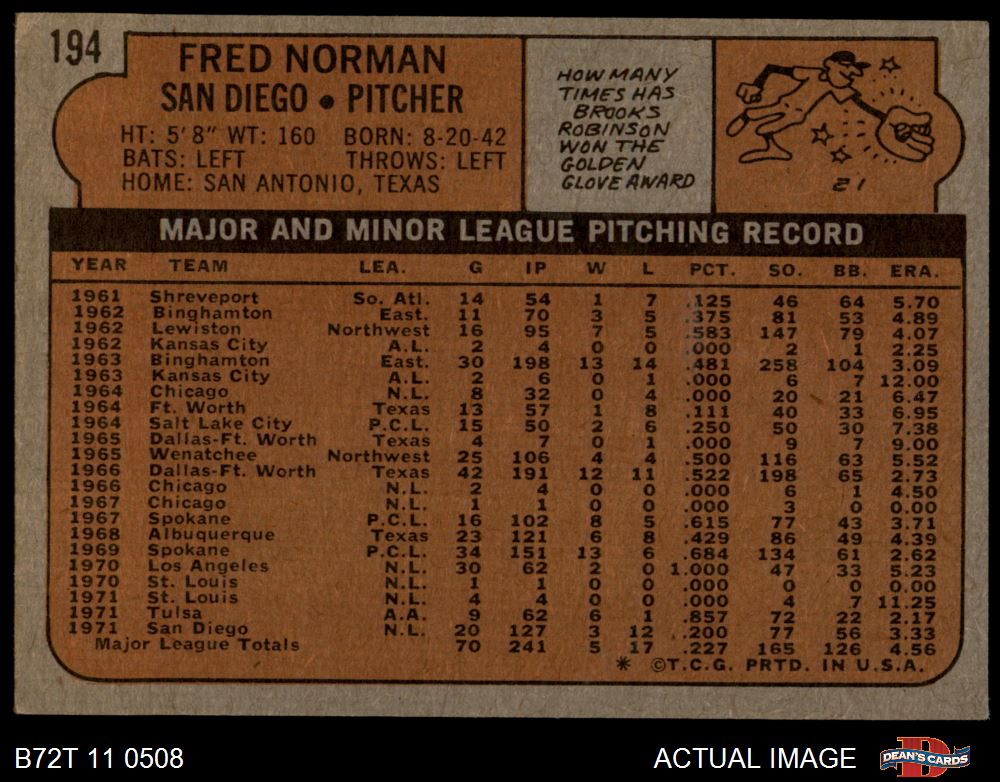 194
FRED NORMAN
SAN DIEGO • PITCHER
HT: 5'8" WT: 160 BORN: 8-20-42
BATS: LEFT THROWS: LEFT
HOME: SAN ANTONIO, TEXAS
HOW MANY
TIMES HAS
BROOKS
ROBINSON
WON THE
GOLDEN
GLOVE AWARD
21
MAJOR AND MINOR LEAGUE PITCHING RECORD
YEAR TEAM LEA. G IP W L PCT. SO. BB. ERA.
1961 Shreveport So. Atl. 14 54 1 7 .125 46 64 5.70
1962 Binghamton East. 11 70 3 5 .375 81 53 4.89
1962 Lewiston Northwest 16 95 7 5 .583 147 79 4.07
1962 Kansas City A.L. 2 4 0 0 .000 2 1 2.25
1963 Binghamton East. 30 198 13 14 .481 258 104 3.09
1963 Kansas City A.L. 2 6 0 1 .000 6 7 12.00
1964 Chicago N.L. 8 32 0 4 .000 20 21 6.47
1964 Ft. Worth Texas 13 57 1 8 .111 40 33 6.95
1964 Salt Lake City P.C.L. 15 50 2 6 .250 50 30 7.38
1965 Dallas-Ft. Worth Texas 4 7 0 1 .000 9 7 9.00
1965 Wenatchee Northwest 25 106 4 4 .500 116 63 5.52
1966 Dallas-Ft. Worth Texas 42 191 12 11 .522 198 65 2.73
1966 Chicago N.L. 2 4 0 0 .000 6 1 4.50
1967 Chicago N.L. 1 1 0 0 .000 3 0 0.00
1967 Spokane P.C.L. 16 102 8 5 .615 77 43 3.71
1968 Albuquerque Texas 23 121 6 8 .429 86 49 4.39
1969 Spokane P.C.L. 34 151 13 6 .684 134 61 2.62
1970 Los Angeles N.L. 30 62 2 0 1.000 47 33 5.23
1970 St. Louis N.L. 1 1 0 0 .000 0 0 0.00
1971 St. Louis N.L. 4 4 0 0 .000 4 7 11.25
1971 Tulsa A.A. 9 62 6 1 .857 72 22 2.17
1971 San Diego N.L. 20 127 3 12 .200 77 56 3.33
Major League Totals 70 241 5 17 .227 165 126 4.56
* ©T.C.G. PRTD. IN U.S.A.
B72T 11 0508
ACTUAL IMAGE
DEAN'S CARDS